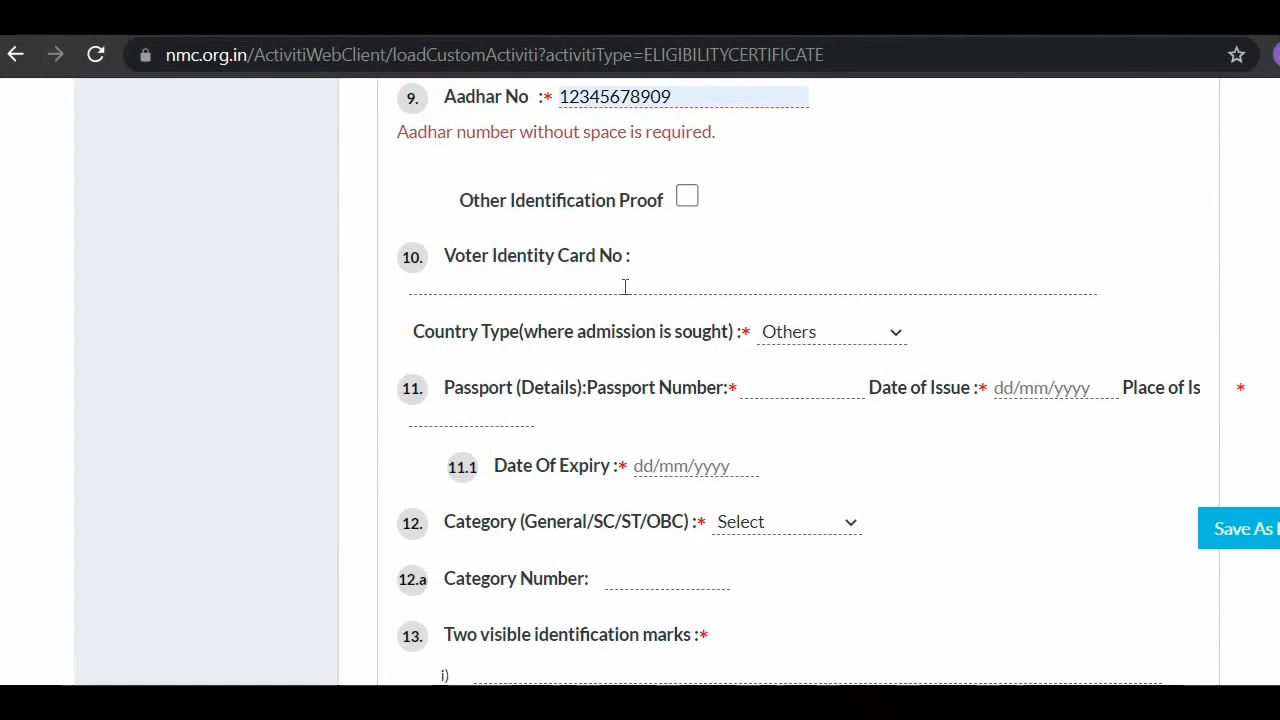 nmc.org.in/ActivitiWebClient/loadCustomActiviti?activitiType=ELIGIBILITYCERTIFICATE
9. Aadhar No :* 12345678909
Aadhar number without space is required.
Other Identification Proof
10. Voter Identity Card No :
Country Type(where admission is sought) :* Others
11. Passport (Details):Passport Number:* Date of Issue :* dd/mm/yyyy Place of Is *
11.1 Date Of Expiry :* dd/mm/yyyy
12. Category (General/SC/ST/OBC) :* Select
Save As
12.a Category Number:
13. Two visible identification marks :*
i)